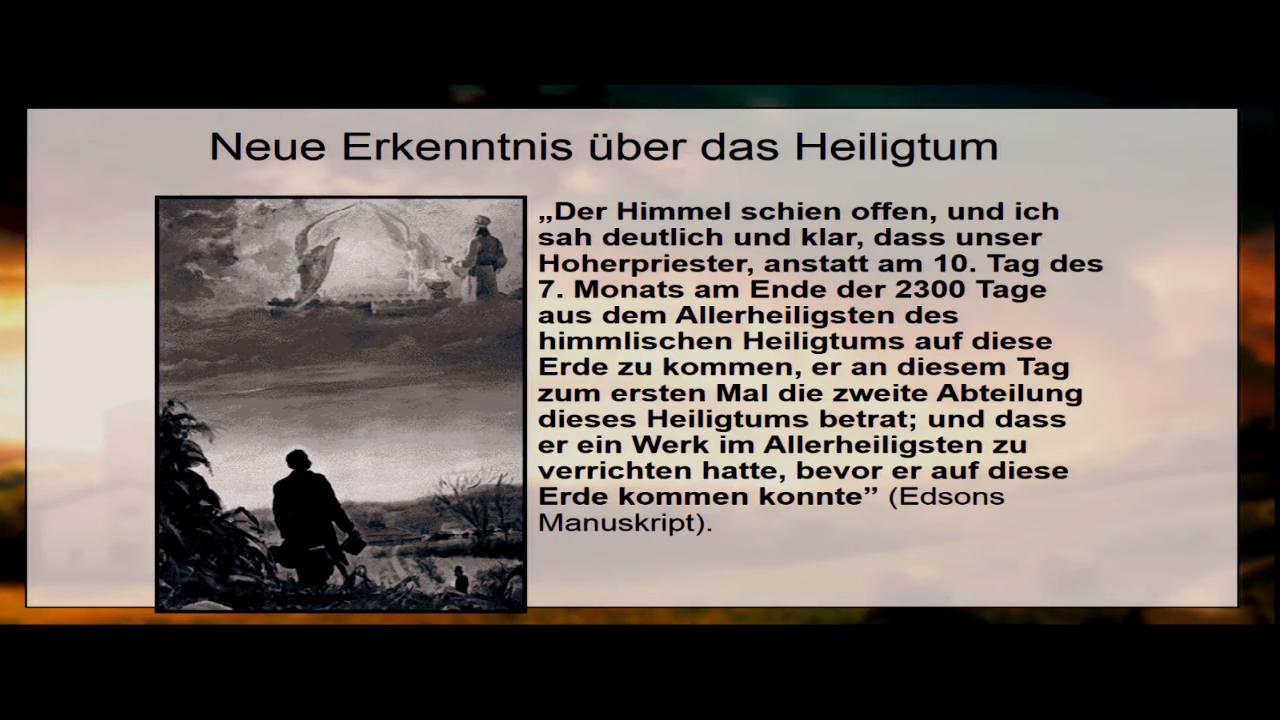 Neue Erkenntnis über das Heiligtum
„Der Himmel schien offen, und ich
sah deutlich und klar, dass unser
Hoherpriester, anstatt am 10. Tag des
7. Monats am Ende der 2300 Tage
aus dem Allerheiligsten des
himmlischen Heiligtums auf diese
Erde zu kommen, er an diesem Tag
zum ersten Mal die zweite Abteilung
dieses Heiligtums betrat; und dass
er ein Werk im Allerheiligsten zu
verrichten hatte, bevor er auf diese
Erde kommen konnte” (Edsons
Manuskript).